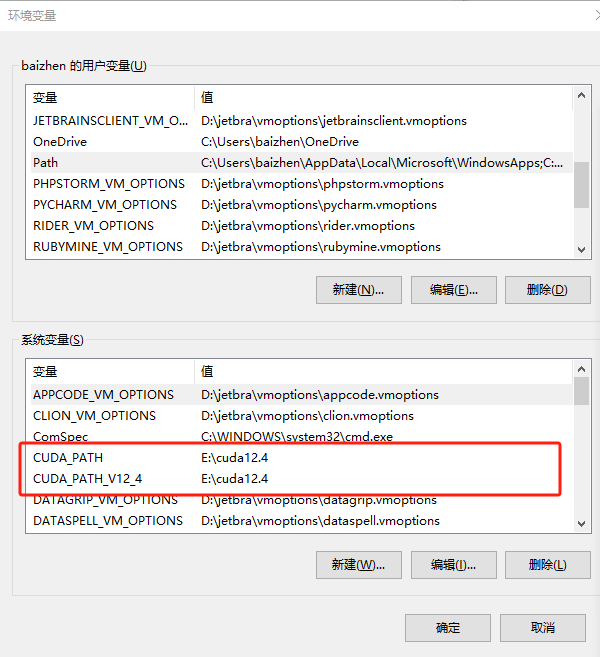 环境变量
baizhen 的用户变量(U)
变量 值
JETBRAINSCLIENT_VM_O... D:\jetbra\vmoptions\jetbrainsclient.vmoptions
OneDrive C:\Users\baizhen\OneDrive
Path C:\Users\baizhen\AppData\Local\Microsoft\WindowsApps;C:...
PHPSTORM_VM_OPTIONS D:\jetbra\vmoptions\phpstorm.vmoptions
PYCHARM_VM_OPTIONS D:\jetbra\vmoptions\pycharm.vmoptions
RIDER_VM_OPTIONS D:\jetbra\vmoptions\rider.vmoptions
RUBYMINE_VM_OPTIONS D:\jetbra\vmoptions\rubymine.vmoptions
新建(N)... 编辑(E)... 删除(D)
系统变量(S)
变量 值
APPCODE_VM_OPTIONS D:\jetbra\vmoptions\appcode.vmoptions
CLION_VM_OPTIONS D:\jetbra\vmoptions\clion.vmoptions
ComSpec C:\WINDOWS\system32\cmd.exe
CUDA_PATH E:\cuda12.4
CUDA_PATH_V12_4 E:\cuda12.4
DATAGRIP_VM_OPTIONS D:\jetbra\vmoptions\datagrip.vmoptions
DATASPELL_VM_OPTIONS D:\jetbra\vmoptions\dataspell.vmoptions
新建(W)... 编辑(I)... 删除(L)
确定 取消